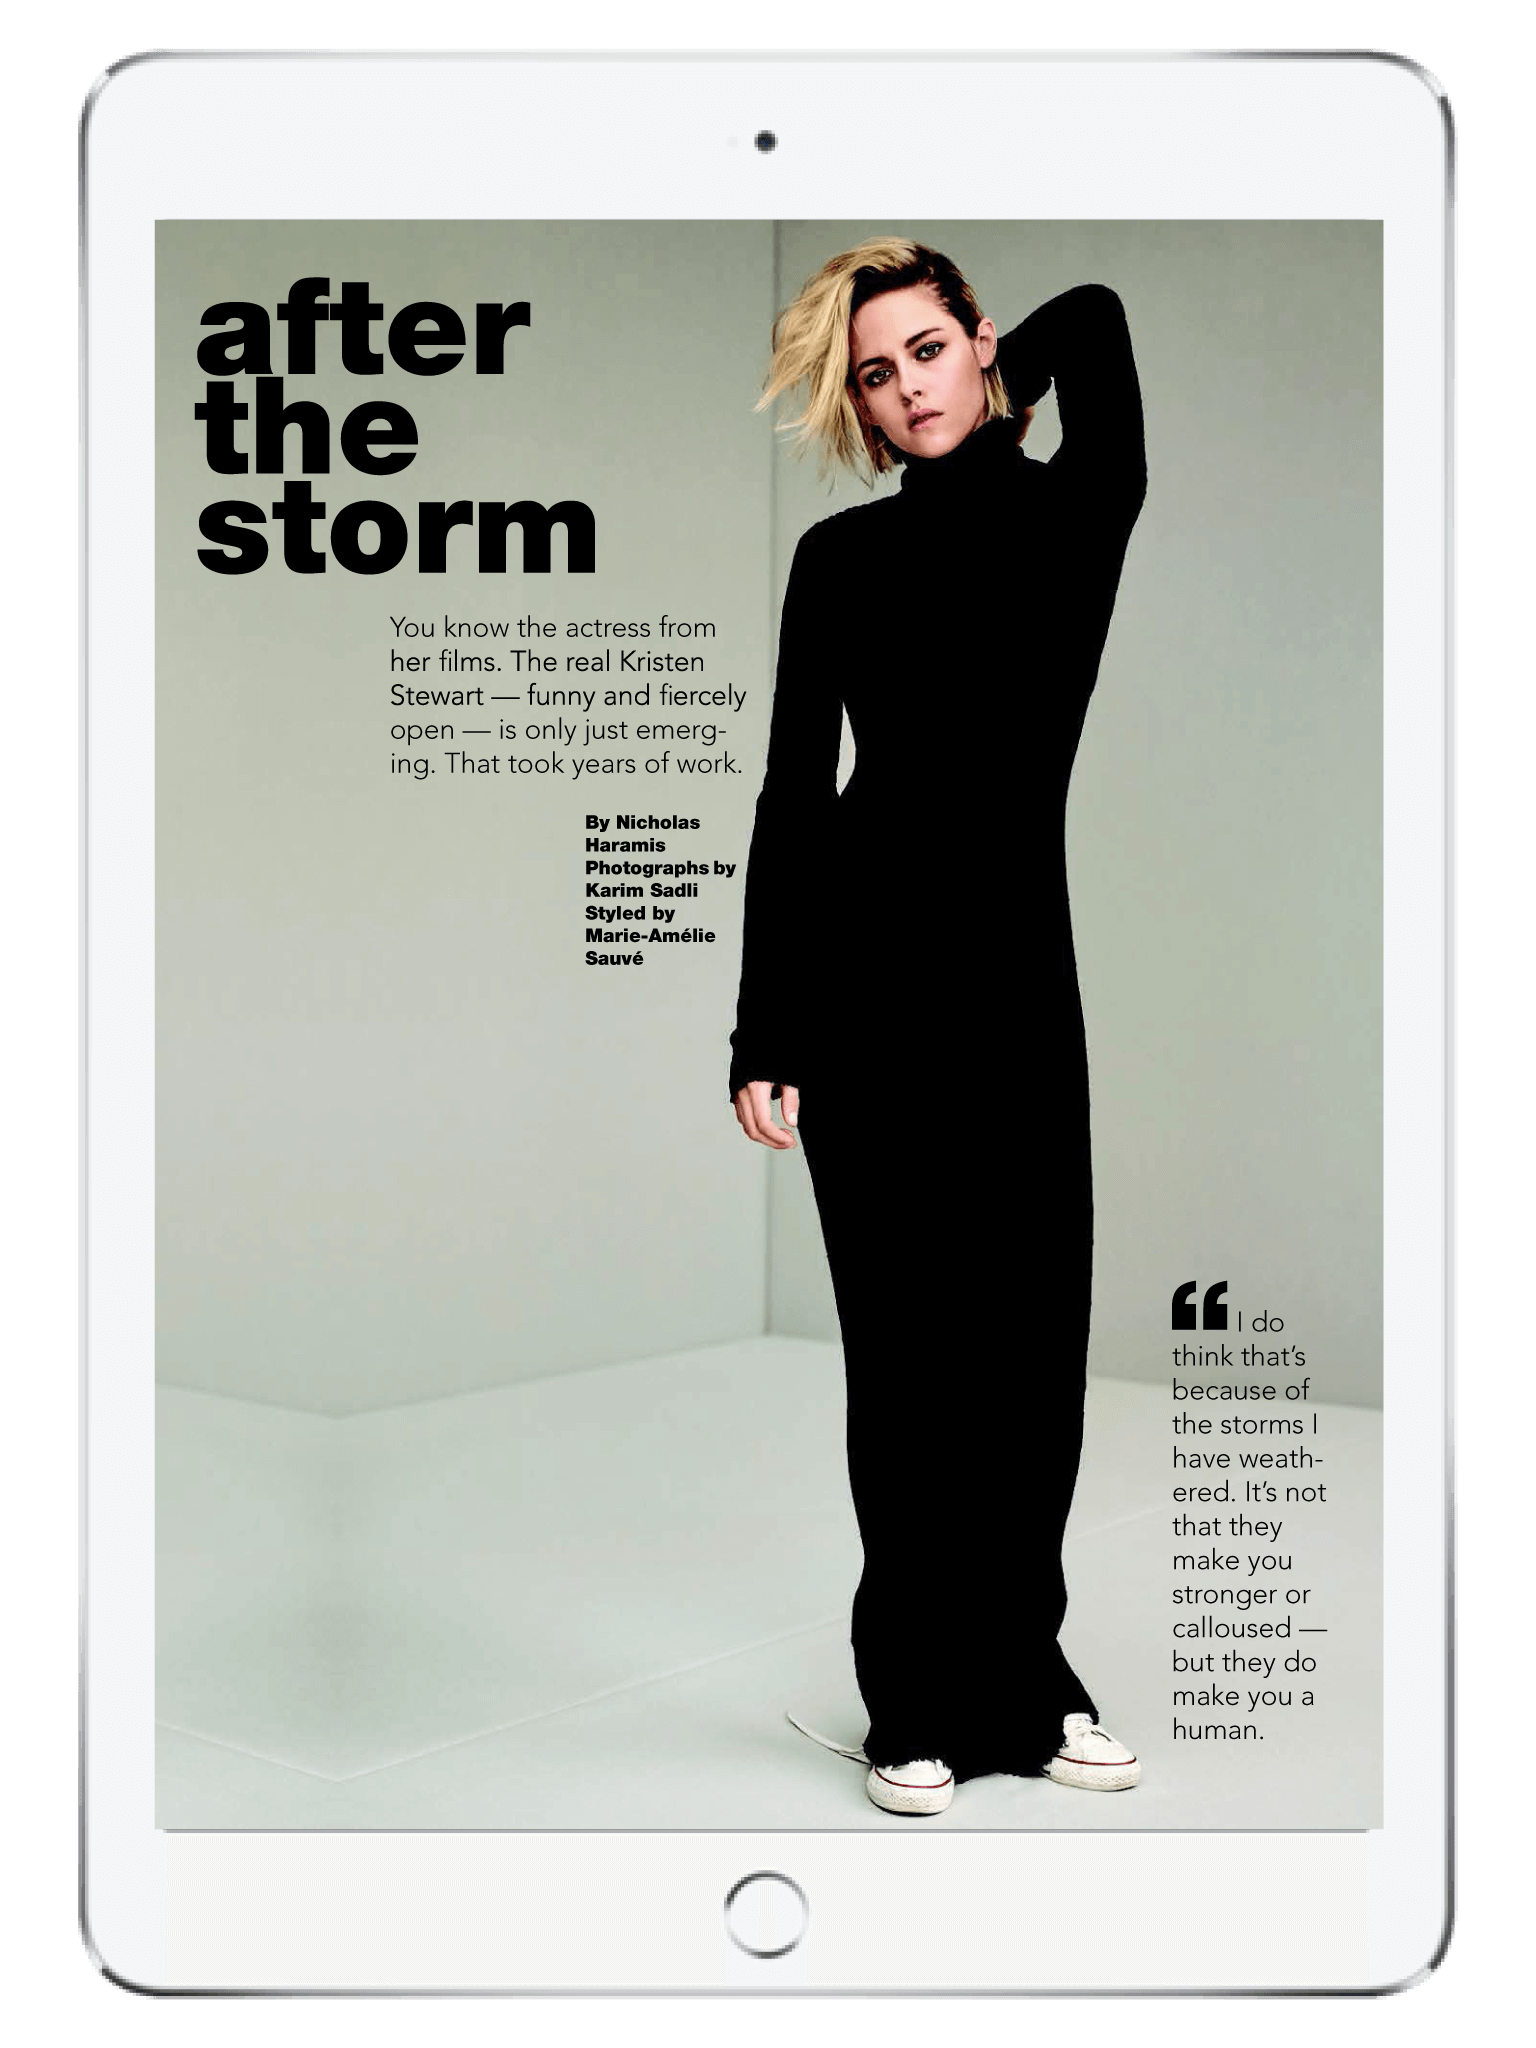 after
the
storm
You know the actress from
her films. The real Kristen
Stewart — funny and fiercely
open — is only just emerg-
ing. That took years of work.
By Nicholas
Haramis
Photographs by
Karim Sadli
Styled by
Marie-Amélie
Sauvé
“ I do
think that’s
because of
the storms I
have weath-
ered. It’s not
that they
make you
stronger or
calloused —
but they do
make you a
human.